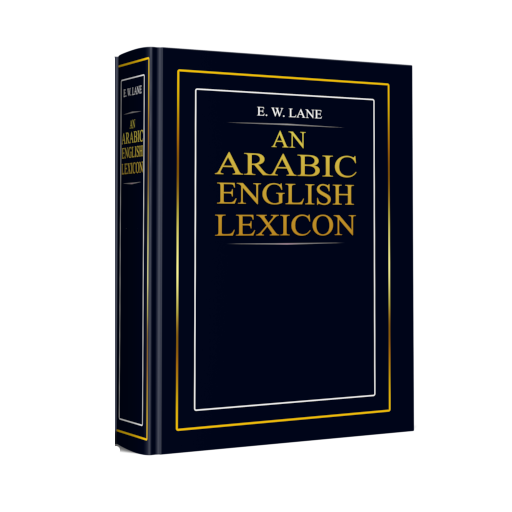 E. W. LANE
AN
ARABIC
ENGLISH
LEXICON
E. W. LANE
AN
ARABIC
ENGLISH
LEXICON